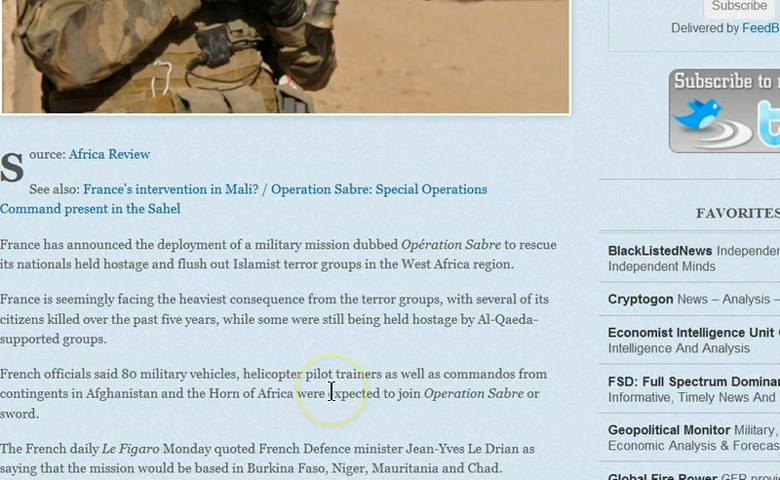 Subscribe
Delivered by FeedB
Subscribe to
Source: Africa Review
See also: France's intervention in Mali? / Operation Sabre: Special Operations
Command present in the Sahel
France has announced the deployment of a military mission dubbed Opération Sabre to rescue
its nationals held hostage and flush out Islamist terror groups in the West Africa region.
France is seemingly facing the heaviest consequence from the terror groups, with several of its
citizens killed over the past five years, while some were still being held hostage by Al-Qaeda-
supported groups.
French officials said 80 military vehicles, helicopter pilot trainers as well as commandos from
contingents in Afghanistan and the Horn of Africa were expected to join Operation Sabre or
sword.
The French daily Le Figaro Monday quoted French Defence minister Jean-Yves Le Drian as
saying that the mission would be based in Burkina Faso, Niger, Mauritania and Chad.
FAVORITES
BlackListedNews Independen
Independent Minds
Cryptogon News – Analysis –
Economist Intelligence Unit
Intelligence And Analysis
FSD: Full Spectrum Dominan
Informative, Timely News And
Geopolitical Monitor Military,
Economic Analysis & Forecas
Global Fire Power GFP provi